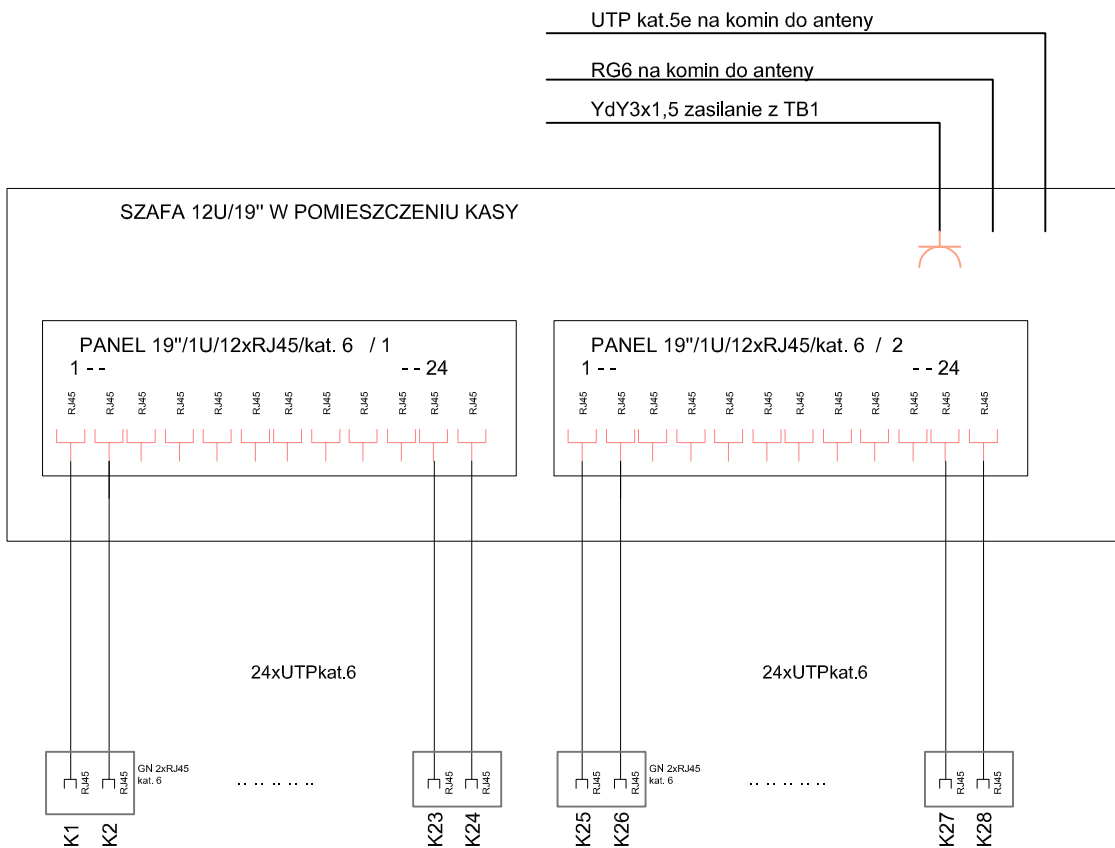 UTP kat.5e na komin do anteny
RG6 na komin do anteny
YdY3x1,5 zasilanie z TB1
SZAFA 12U/19" W POMIESZCZENIU KASY
PANEL 19"/1U/12xRJ45/kat. 6 / 1
1 -- --24
RJ45 RJ45 RJ45 RJ45 RJ45 RJ45 RJ45 RJ45 RJ45 RJ45 RJ45 RJ45
PANEL 19"/1U/12xRJ45/kat. 6 / 2
1 -- --24
RJ45 RJ45 RJ45 RJ45 RJ45 RJ45 RJ45 RJ45 RJ45 RJ45 RJ45 RJ45
24xUTPkat.6
24xUTPkat.6
RJ45 RJ45
GN 2xRJ45
kat. 6
.. .. .. .. ..
RJ45 RJ45
RJ45 RJ45
GN 2xRJ45
kat. 6
.. .. .. .. ..
RJ45 RJ45
K1 K2 K23 K24 K25 K26 K27 K28